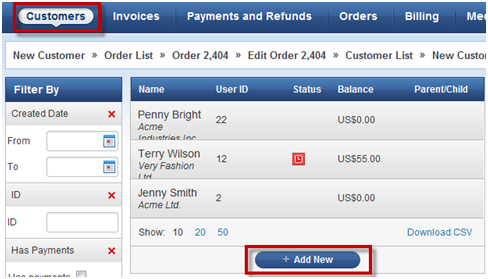 Customers Invoices Payments and Refunds Orders Billing
New Customer » Order List » Order 2,404 » Edit Order 2,404 » Customer List » New
Filter By
Created Date
From
To
ID
ID
Has Payments
Has payments
Name User ID Status Balance Parent/Child
Penny Bright 22 US$0.00
Acme
Industries Inc
Terry Wilson 12 US$55.00
Very Fashion
Ltd
Jenny Smith 2 US$0.00
Acme Ltd.
Show: 10 20 50 Download CSV
+ Add New